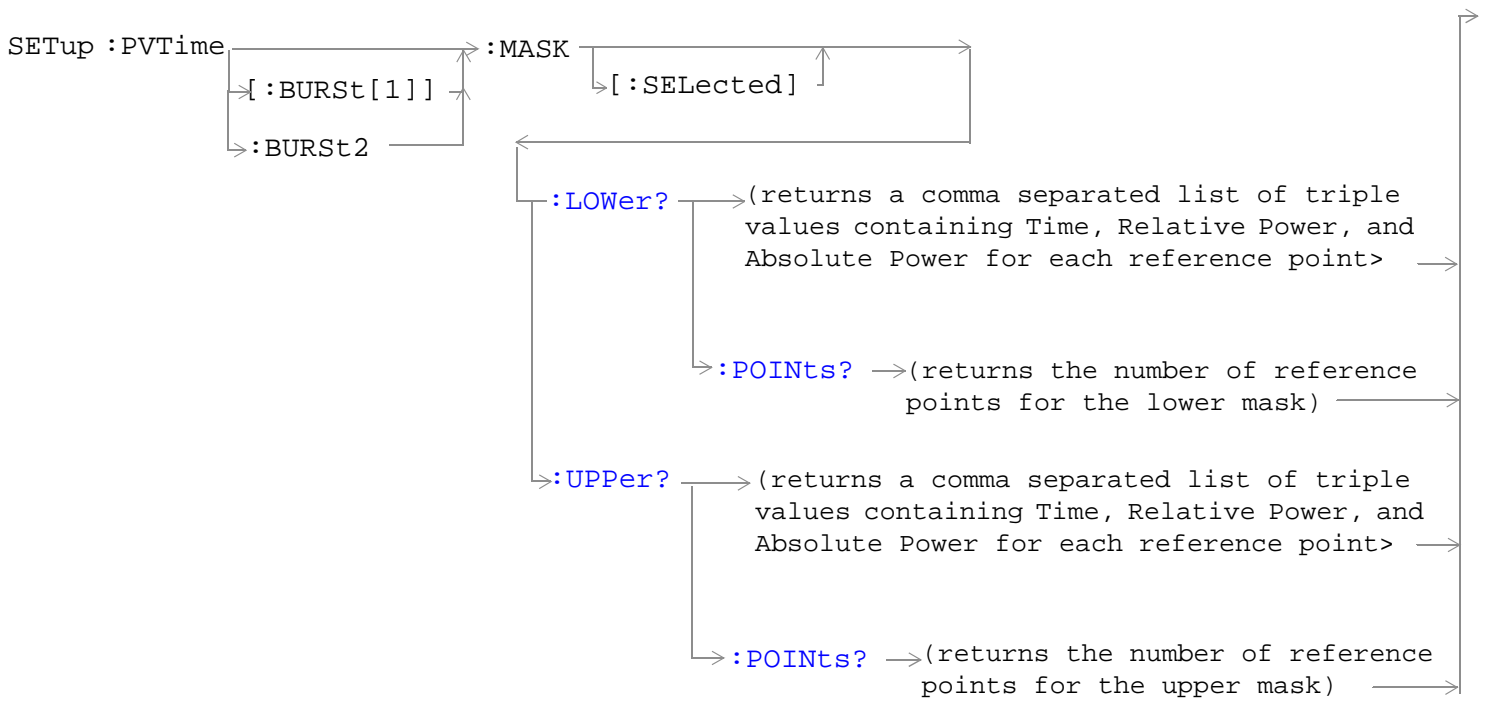 SETup :PVTime :MASK
[:BURSt[1]] [:SELected]
:BURSt2
:LOWer? (returns a comma separated list of triple
values containing Time, Relative Power, and
Absolute Power for each reference point>
:POINts? (returns the number of reference
points for the lower mask)
:UPPer? (returns a comma separated list of triple
values containing Time, Relative Power, and
Absolute Power for each reference point>
:POINts? (returns the number of reference
points for the upper mask)